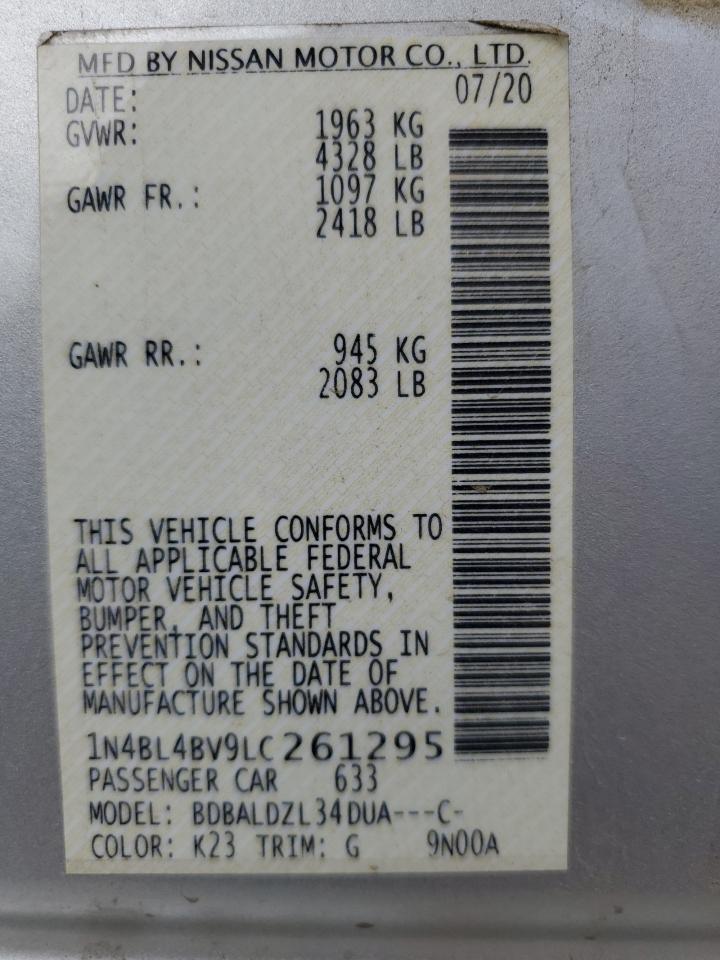 MFD BY NISSAN MOTOR CO., LTD.
DATE: 07/20
GVWR: 1963 KG
4328 LB
GAWR FR.: 1097 KG
2418 LB
GAWR RR.: 945 KG
2083 LB
THIS VEHICLE CONFORMS TO
ALL APPLICABLE FEDERAL
MOTOR VEHICLE SAFETY,
BUMPER, AND THEFT
PREVENTION STANDARDS IN
EFFECT ON THE DATE OF
MANUFACTURE SHOWN ABOVE.
1N4BL4BV9LC261295
PASSENGER CAR 633
MODEL: BDBALDZL34DUA---C-
COLOR: K23 TRIM: G 9N00A